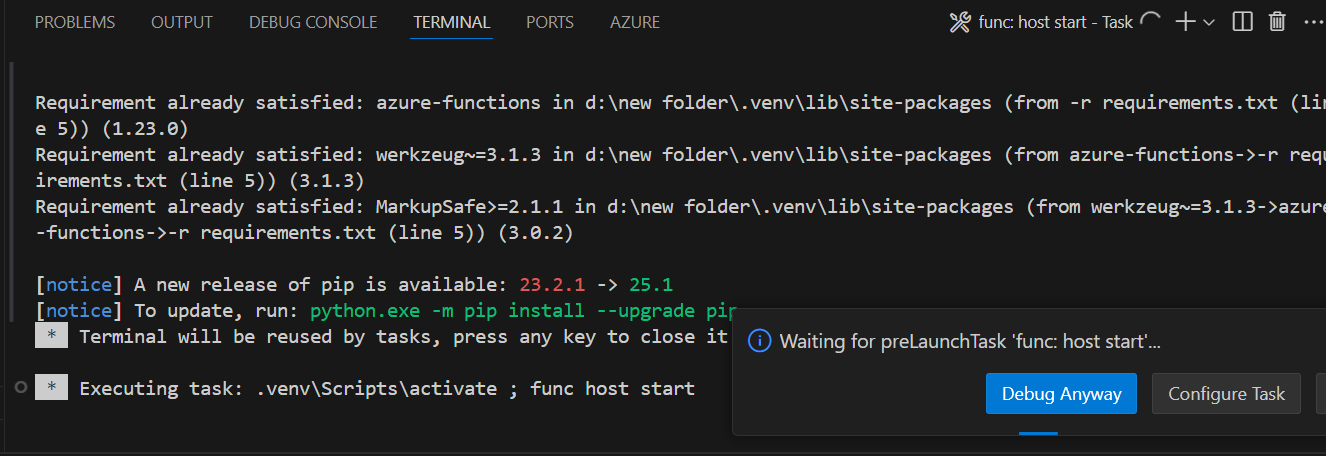 PROBLEMS OUTPUT DEBUG CONSOLE TERMINAL PORTS AZURE func: host start - Task
Requirement already satisfied: azure-functions in d:\new folder\.venv\lib\site-packages (from -r requirements.txt (lin
e 5)) (1.23.0)
Requirement already satisfied: werkzeug~=3.1.3 in d:\new folder\.venv\lib\site-packages (from azure-functions->-r requ
irements.txt (line 5)) (3.1.3)
Requirement already satisfied: MarkupSafe>=2.1.1 in d:\new folder\.venv\lib\site-packages (from werkzeug~=3.1.3->azure
-functions->-r requirements.txt (line 5)) (3.0.2)
[notice] A new release of pip is available: 23.2.1 -> 25.1
[notice] To update, run: python.exe -m pip install --upgrade pip
* Terminal will be reused by tasks, press any key to close it
Waiting for preLaunchTask 'func: host start'...
* Executing task: .venv\Scripts\activate ; func host start
Debug Anyway Configure Task